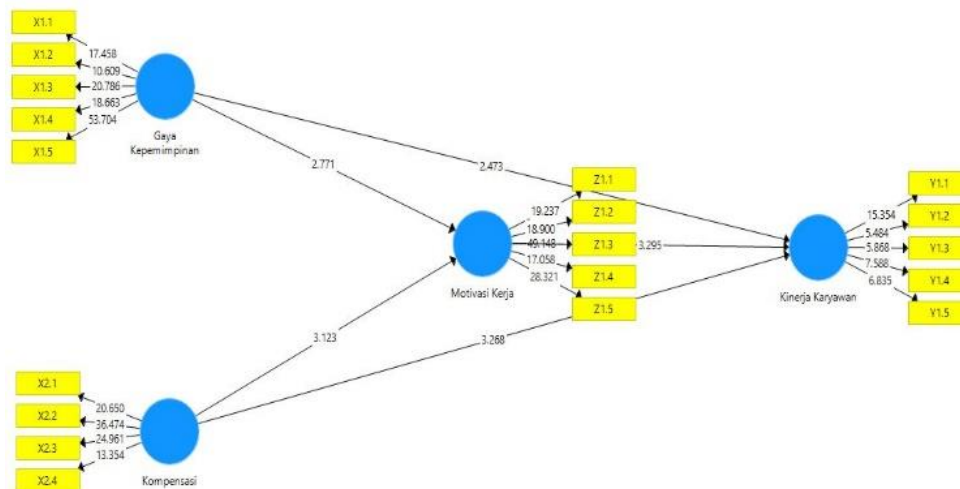 X1.1
X1.2
X1.3
X1.4
X1.5
17.458
10.609
20.786
18.663
53.704
Gaya
Kepemimpinan
2.771
2.473
Z1.1
Z1.2
Z1.3
Z1.4
Z1.5
19.237
18.900
49.148
17.058
28.321
Motivasi Kerja
3.295
Y1.1
Y1.2
Y1.3
Y1.4
Y1.5
15.354
5.484
5.868
7.588
6.835
Kinerja Karyawan
3.123
3.268
X2.1
X2.2
X2.3
X2.4
20.650
36.474
24.961
13.354
Kompensasi